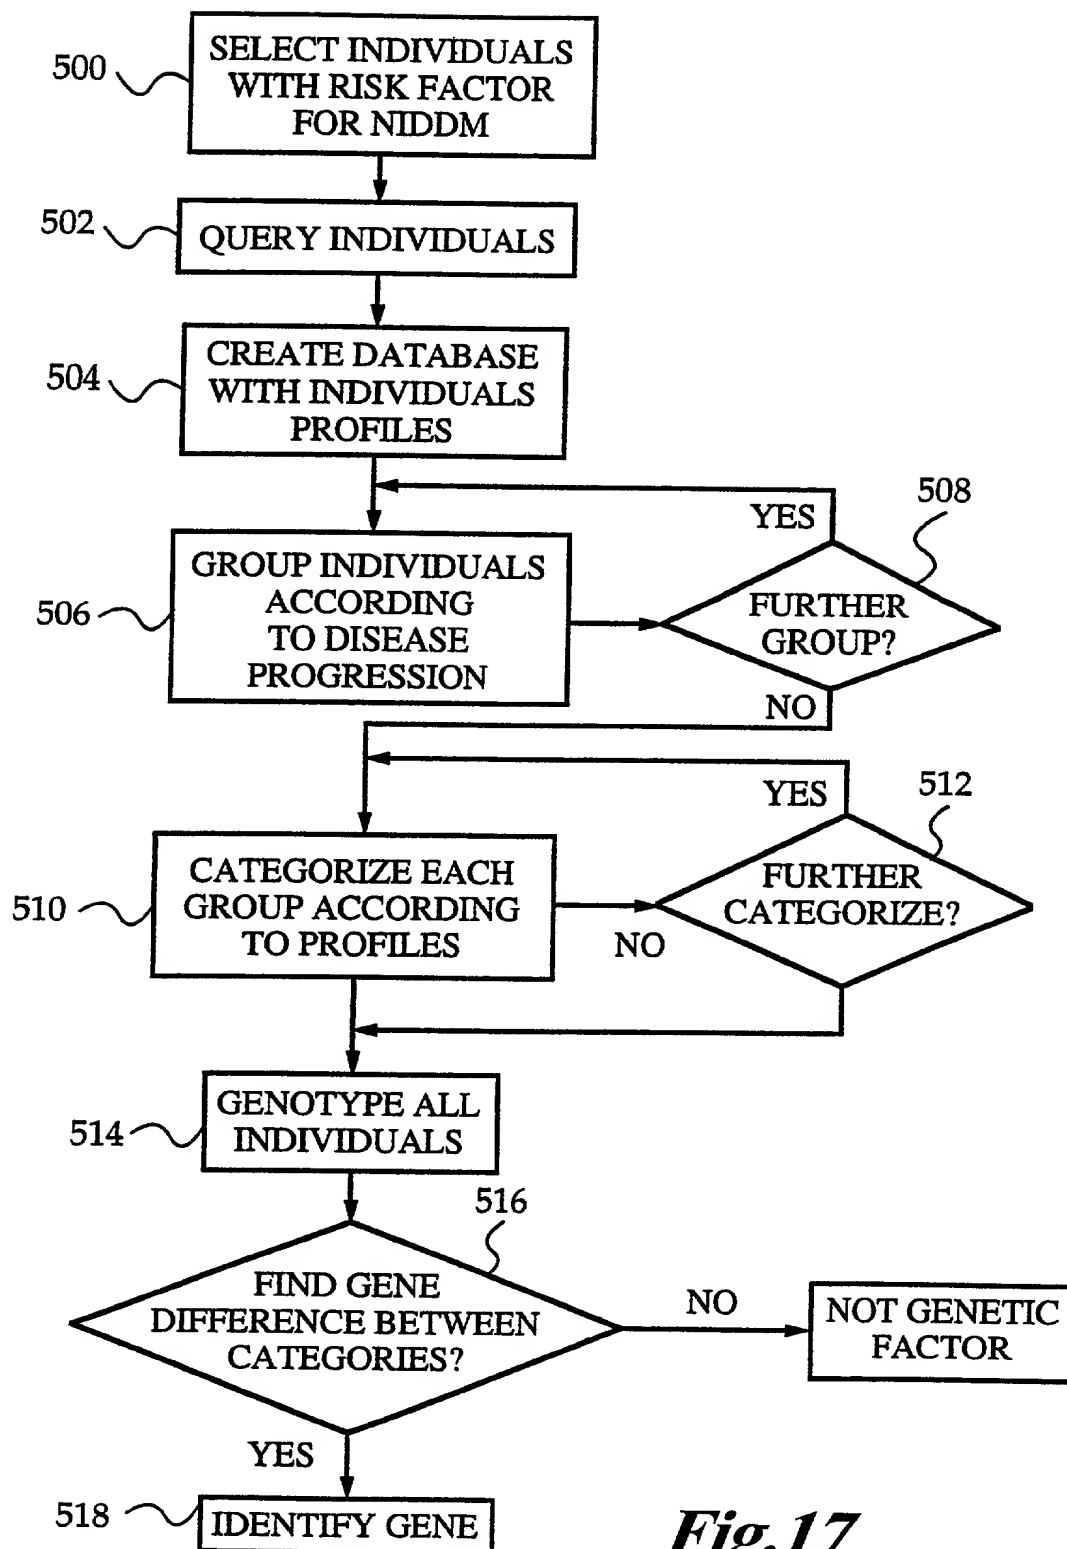 500
SELECT INDIVIDUALS
WITH RISK FACTOR
FOR NIDDM
502
QUERY INDIVIDUALS
504
CREATE DATABASE
WITH INDIVIDUALS
PROFILES
508
YES
506
GROUP INDIVIDUALS
ACCORDING
TO DISEASE
PROGRESSION
FURTHER
GROUP?
NO
512
YES
510
CATEGORIZE EACH
GROUP ACCORDING
TO PROFILES
FURTHER
CATEGORIZE?
NO
514
GENOTYPE ALL
INDIVIDUALS
516
FIND GENE
DIFFERENCE BETWEEN
CATEGORIES?
NO
NOT GENETIC
FACTOR
YES
518
IDENTIFY GENE
Fig.17